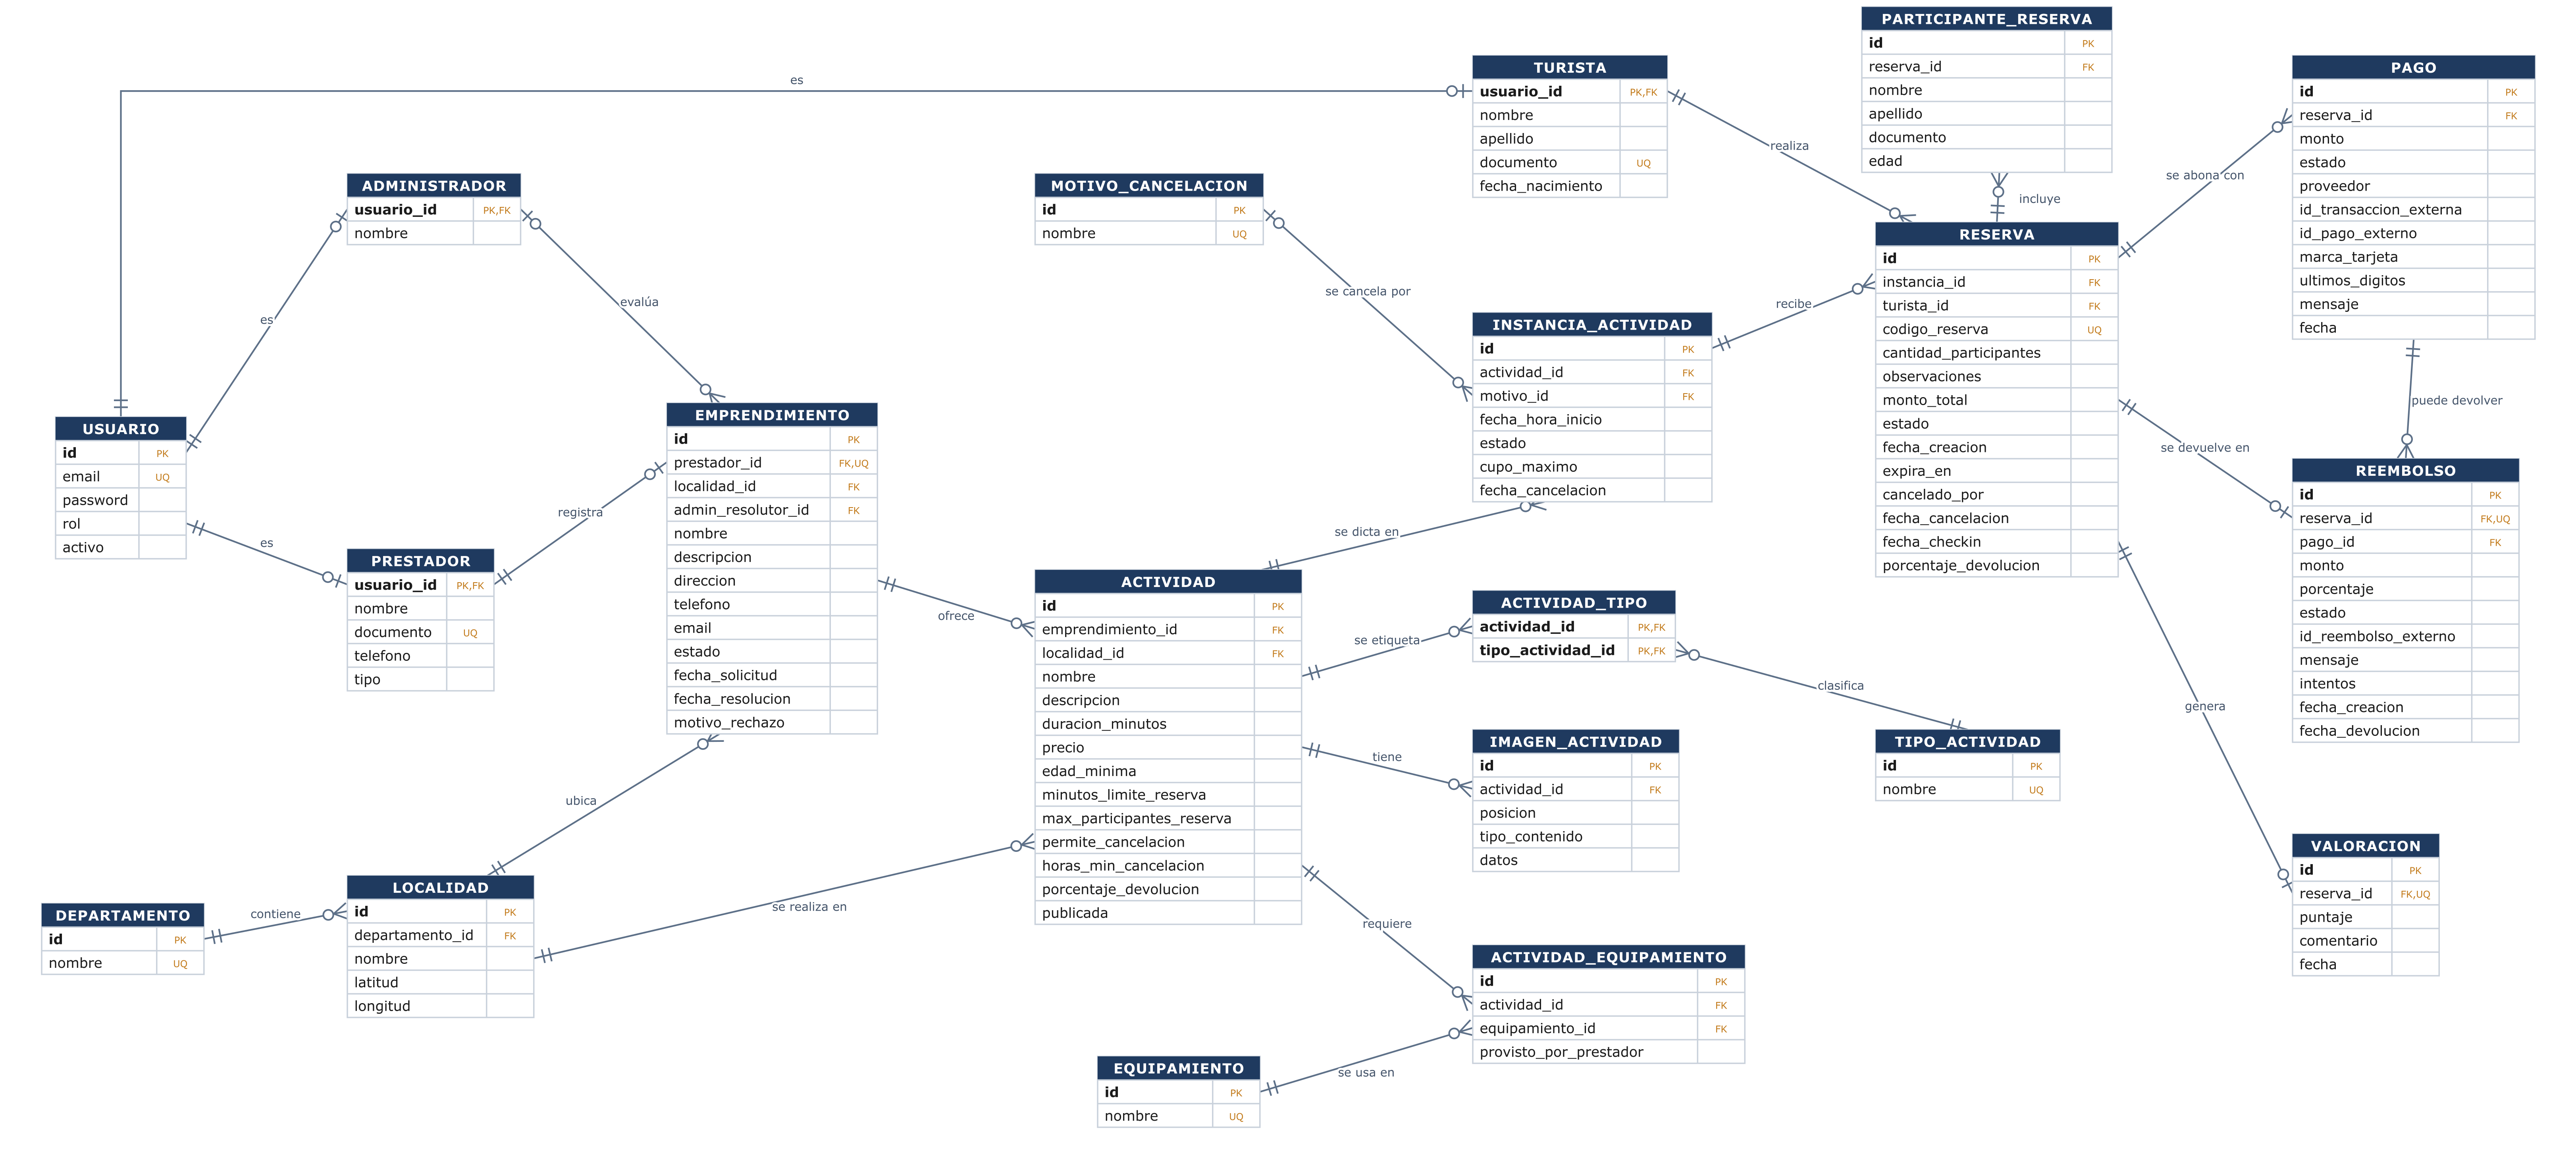 PARTICIPANTE_RESERVA
id PK
reserva_id FK
nombre
apellido
documento
edad
TURISTA
usuario_id PK,FK
nombre
apellido
documento UQ
fecha_nacimiento
PAGO
id PK
reserva_id FK
monto
estado
proveedor
id_transaccion_externa
id_pago_externo
marca_tarjeta
ultimos_digitos
mensaje
fecha
es
realiza
se abona con
incluye
ADMINISTRADOR
usuario_id PK,FK
nombre
MOTIVO_CANCELACION
id PK
nombre UQ
RESERVA
id PK
instancia_id FK
turista_id FK
codigo_reserva UQ
cantidad_participantes
observaciones
monto_total
estado
fecha_creacion
expira_en
cancelado_por
fecha_cancelacion
fecha_checkin
porcentaje_devolucion
es
evalúa
se cancela por
recibe
INSTANCIA_ACTIVIDAD
id PK
actividad_id FK
motivo_id FK
fecha_hora_inicio
estado
cupo_maximo
fecha_cancelacion
puede devolver
se devuelve en
USUARIO
id PK
email UQ
password
rol
activo
EMPRENDIMIENTO
id PK
prestador_id FK,UQ
localidad_id FK
admin_resolutor_id FK
nombre
descripcion
direccion
telefono
email
estado
fecha_solicitud
fecha_resolucion
motivo_rechazo
REEMBOLSO
id PK
reserva_id FK,UQ
pago_id FK
monto
porcentaje
estado
id_reembolso_externo
mensaje
intentos
fecha_creacion
fecha_devolucion
registra
es
se dicta en
PRESTADOR
usuario_id PK,FK
nombre
documento UQ
telefono
tipo
ACTIVIDAD
id PK
emprendimiento_id FK
localidad_id FK
nombre
descripcion
duracion_minutos
precio
edad_minima
minutos_limite_reserva
max_participantes_reserva
permite_cancelacion
horas_min_cancelacion
porcentaje_devolucion
publicada
ofrece
ACTIVIDAD_TIPO
actividad_id PK,FK
tipo_actividad_id PK,FK
se etiqueta
clasifica
genera
IMAGEN_ACTIVIDAD
id PK
actividad_id FK
posicion
tipo_contenido
datos
TIPO_ACTIVIDAD
id PK
nombre UQ
tiene
ubica
VALORACION
id PK
reserva_id FK,UQ
puntaje
comentario
fecha
LOCALIDAD
id PK
departamento_id FK
nombre
latitud
longitud
DEPARTAMENTO
id PK
nombre UQ
contiene
se realiza en
requiere
ACTIVIDAD_EQUIPAMIENTO
id PK
actividad_id FK
equipamiento_id FK
provisto_por_prestador
EQUIPAMIENTO
id PK
nombre UQ
se usa en